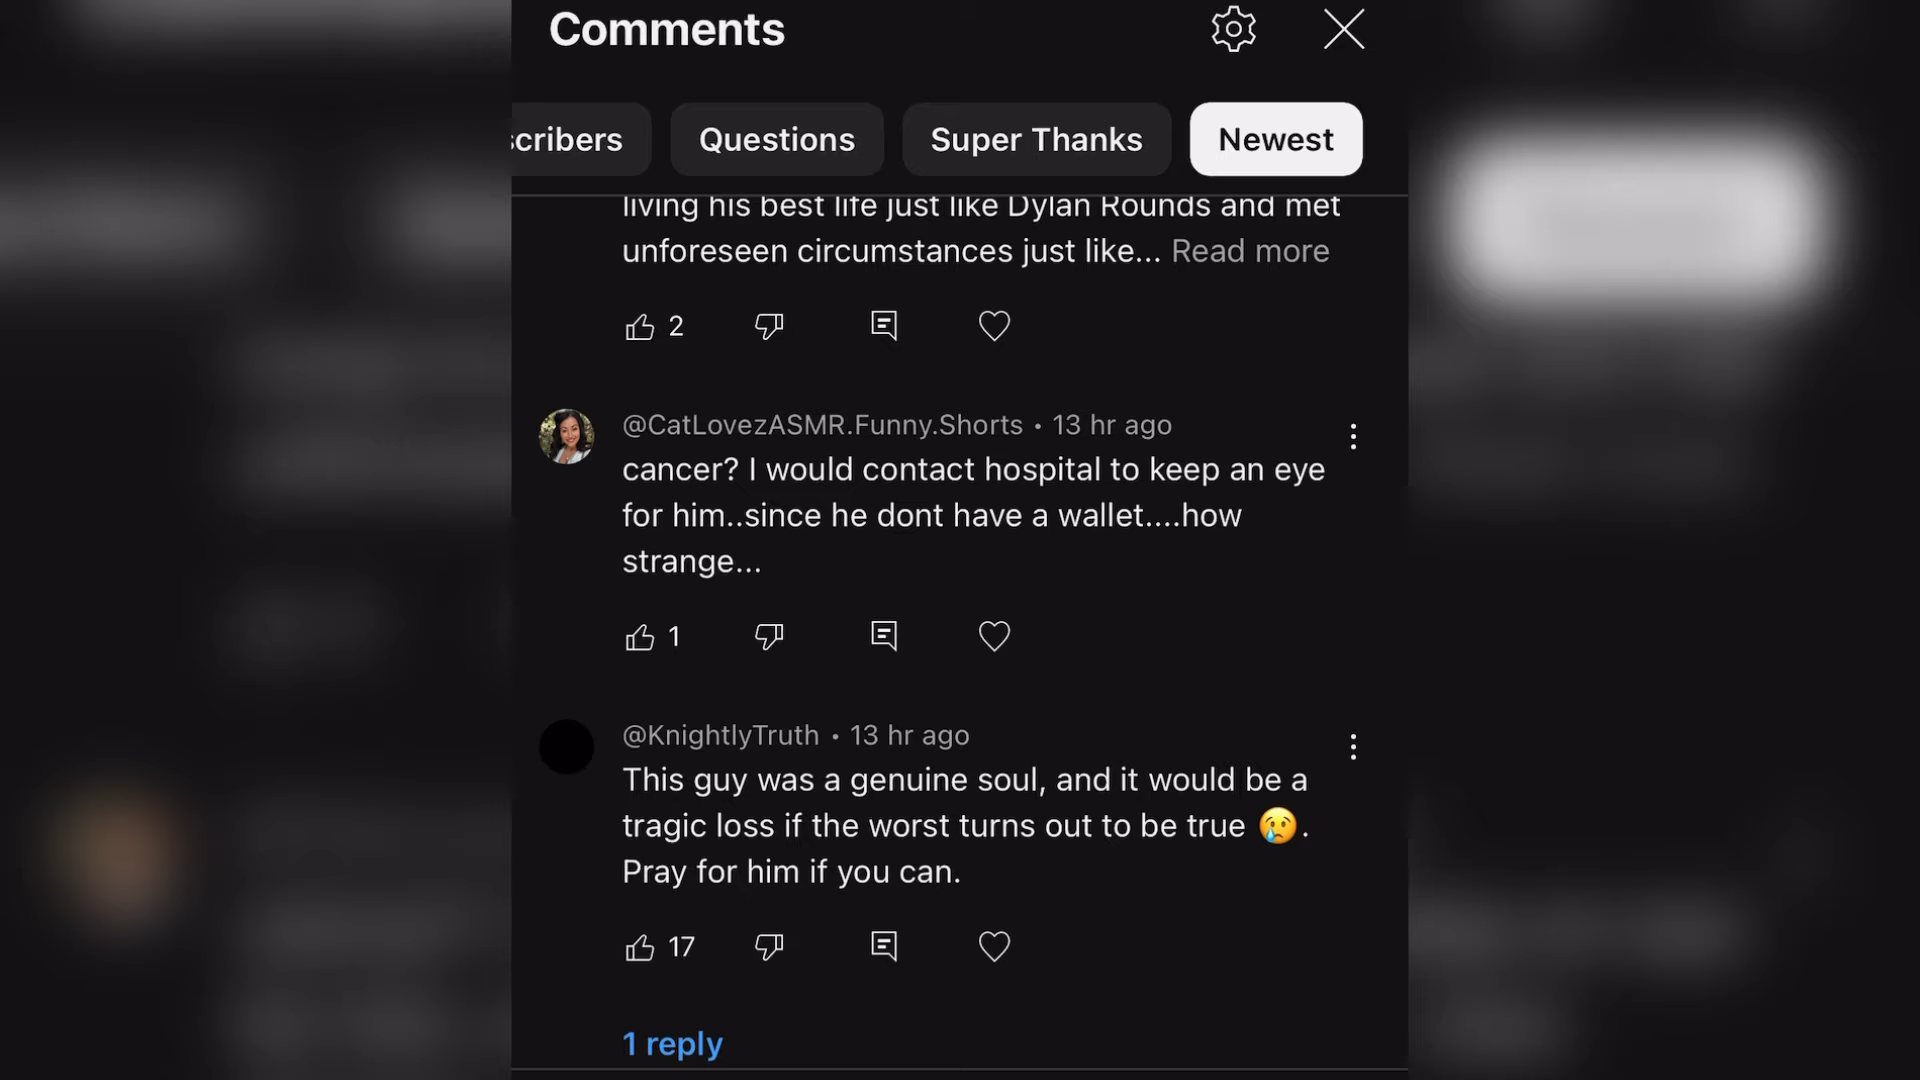 Comments
scribers
Questions
Super Thanks
Newest
living his best life just like Dylan Rounds and met
unforeseen circumstances just like... Read more
2
@CatLovezASMR.Funny.Shorts • 13 hr ago
cancer? I would contact hospital to keep an eye
for him..since he dont have a wallet....how
strange...
1
@KnightlyTruth • 13 hr ago
This guy was a genuine soul, and it would be a
tragic loss if the worst turns out to be true 😢.
Pray for him if you can.
17
1 reply